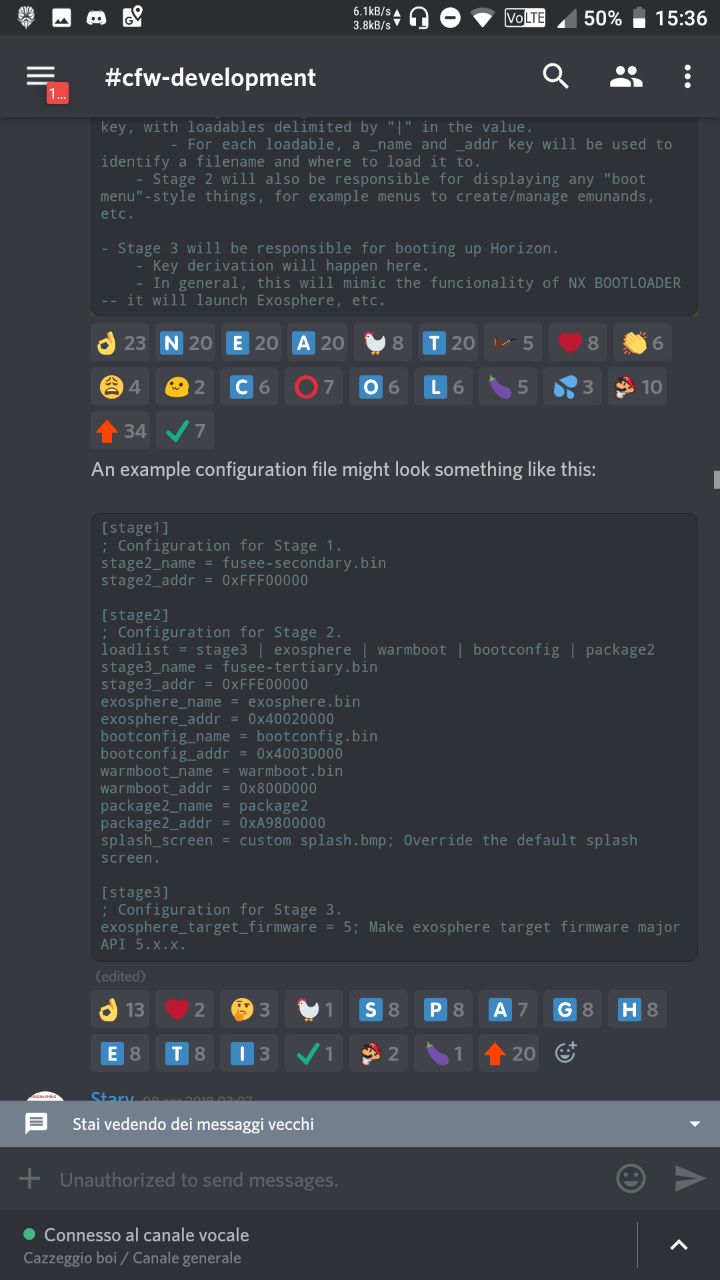 6.1kB/s
3.8kB/s
VoLTE
50%
15:36
1...
#cfw-development
key, with loadables delimited by "|" in the value.
- For each loadable, a _name and _addr key will be used to
identify a filename and where to load it to.
- Stage 2 will also be responsible for displaying any "boot
menu"-style things, for example menus to create/manage emunands,
etc.
- Stage 3 will be responsible for booting up Horizon.
- Key derivation will happen here.
- In general, this will mimic the funcionality of NX BOOTLOADER
-- it will launch Exosphere, etc.
23 N 20 E 20 A 20 8 T 20 5 8 6
4 2 C 6 7 O 6 L 6 5 3 10
34 7
An example configuration file might look something like this:
[stage1]
; Configuration for Stage 1.
stage2_name = fusee-secondary.bin
stage2_addr = 0xFFF00000
[stage2]
; Configuration for Stage 2.
loadlist = stage3 | exosphere | warmboot | bootconfig | package2
stage3_name = fusee-tertiary.bin
stage3_addr = 0xFFE00000
exosphere_name = exosphere.bin
exosphere_addr = 0x40020000
bootconfig_name = bootconfig.bin
bootconfig_addr = 0x4003D000
warmboot_name = warmboot.bin
warmboot_addr = 0x800D000
package2_name = package2
package2_addr = 0xA9800000
splash_screen = custom splash.bmp; Override the default splash
screen.
[stage3]
; Configuration for Stage 3.
exosphere_target_firmware = 5; Make exosphere target firmware major
API 5.x.x.
(edited)
13 2 3 1 S 8 P 8 A 7 G 8 H 8
E 8 T 8 I 3 1 2 1 20
Stary
Stai vedendo dei messaggi vecchi
Unauthorized to send messages.
Connesso al canale vocale
Cazzeggio boi / Canale generale